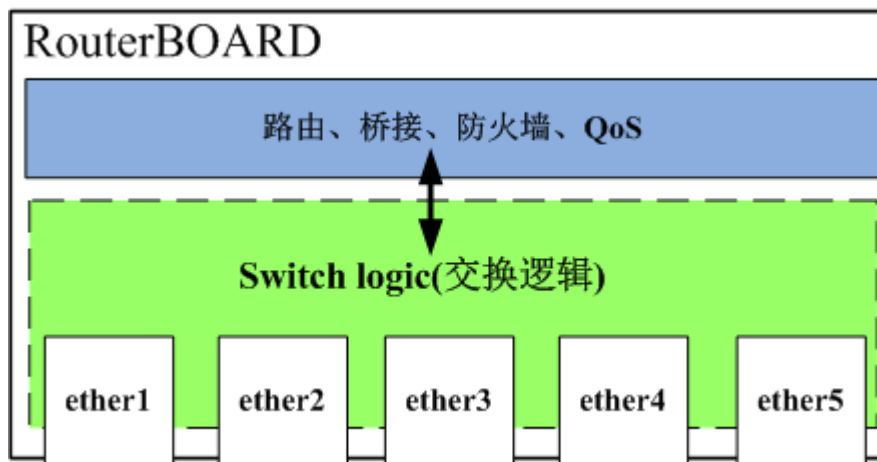 RouterBOARD
路由、桥接、防火墙、QoS
Switch logic(交换逻辑)
ether1 ether2 ether3 ether4 ether5